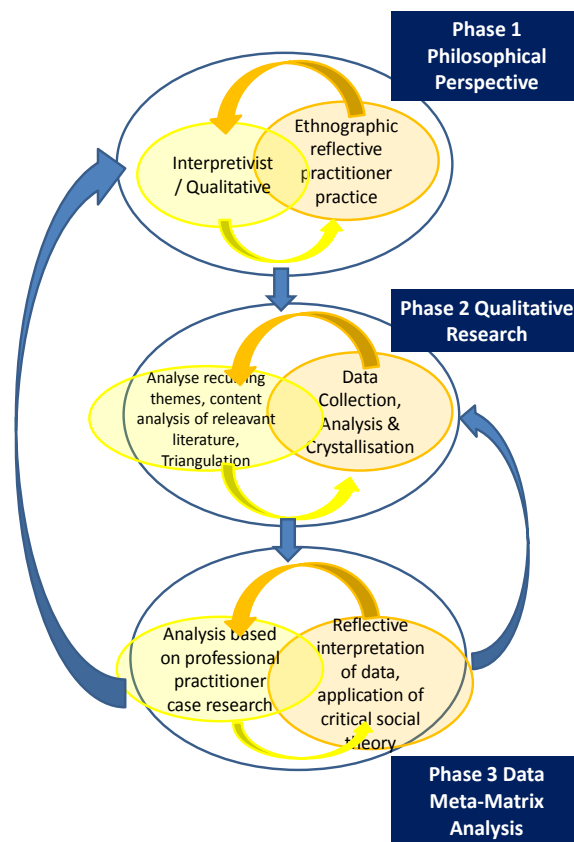 Phase 1
Philosophical
Perspective
Ethnographic
reflective
practitioner
practice
Interpretivist
/ Qualitative
Phase 2 Qualitative
Research
Analyse recurring
themes, content
analysis of releavant
literature,
Triangulation
Data
Collection,
Analysis &
Crystallisation
Analysis based
on professional
practitioner
case research
Reflective
interpretation
of data,
application of
critical social
theory
Phase 3 Data
Meta-Matrix
Analysis